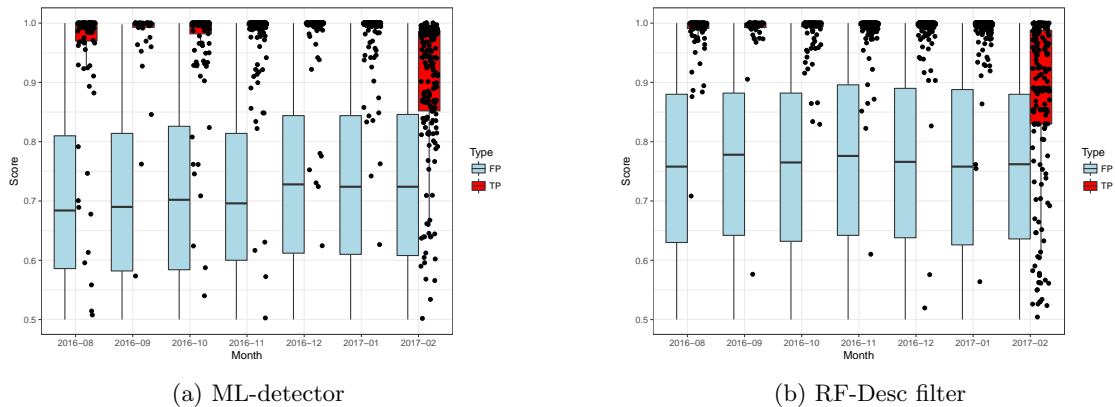 1.0
0.9
0.8
0.7
0.6
0.5
Score
2016-08 2016-09 2016-10 2016-11 2016-12 2017-01 2017-02
Month
Type
FP
TP
(a) ML-detector
1.0
0.9
0.8
0.7
0.6
0.5
Score
2016-08 2016-09 2016-10 2016-11 2016-12 2017-01 2017-02
Month
Type
FP
TP
(b) RF-Desc filter